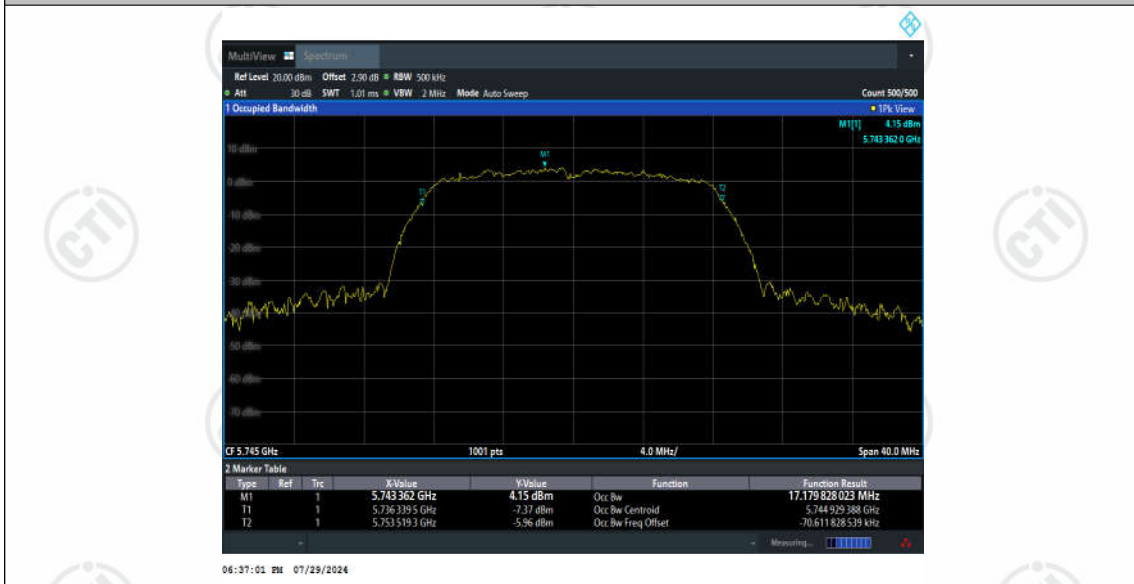 MultiView Spectrum
Ref Level 20.00 dBm Offset 2.90 dB RBW 500 kHz
Att 30 dB SWT 1.01 ms VBW 2 MHz Mode Auto Sweep Count 500/500
1 Occupied Bandwidth 1Pk View
M1[1] 4.15 dBm
5.743 362 0 GHz
10 dBm
M1
0 dBm
T1 T2
-10 dBm
-20 dBm
-30 dBm
-40 dBm
-50 dBm
-60 dBm
-70 dBm
CF 5.745 GHz 1001 pts 4.0 MHz/ Span 40.0 MHz
2 Marker Table
Type Ref Trc X-Value Y-Value Function Function Result
M1 1 5.743 362 GHz 4.15 dBm Occ Bw 17.179 828 023 MHz
T1 1 5.736 339 5 GHz -7.37 dBm Occ Bw Centroid 5.744 929 388 GHz
T2 1 5.753 519 3 GHz -5.96 dBm Occ Bw Freq Offset -70.611 828 539 kHz
Measuring...
06:37:01 PM 07/29/2024
CTI
CTI